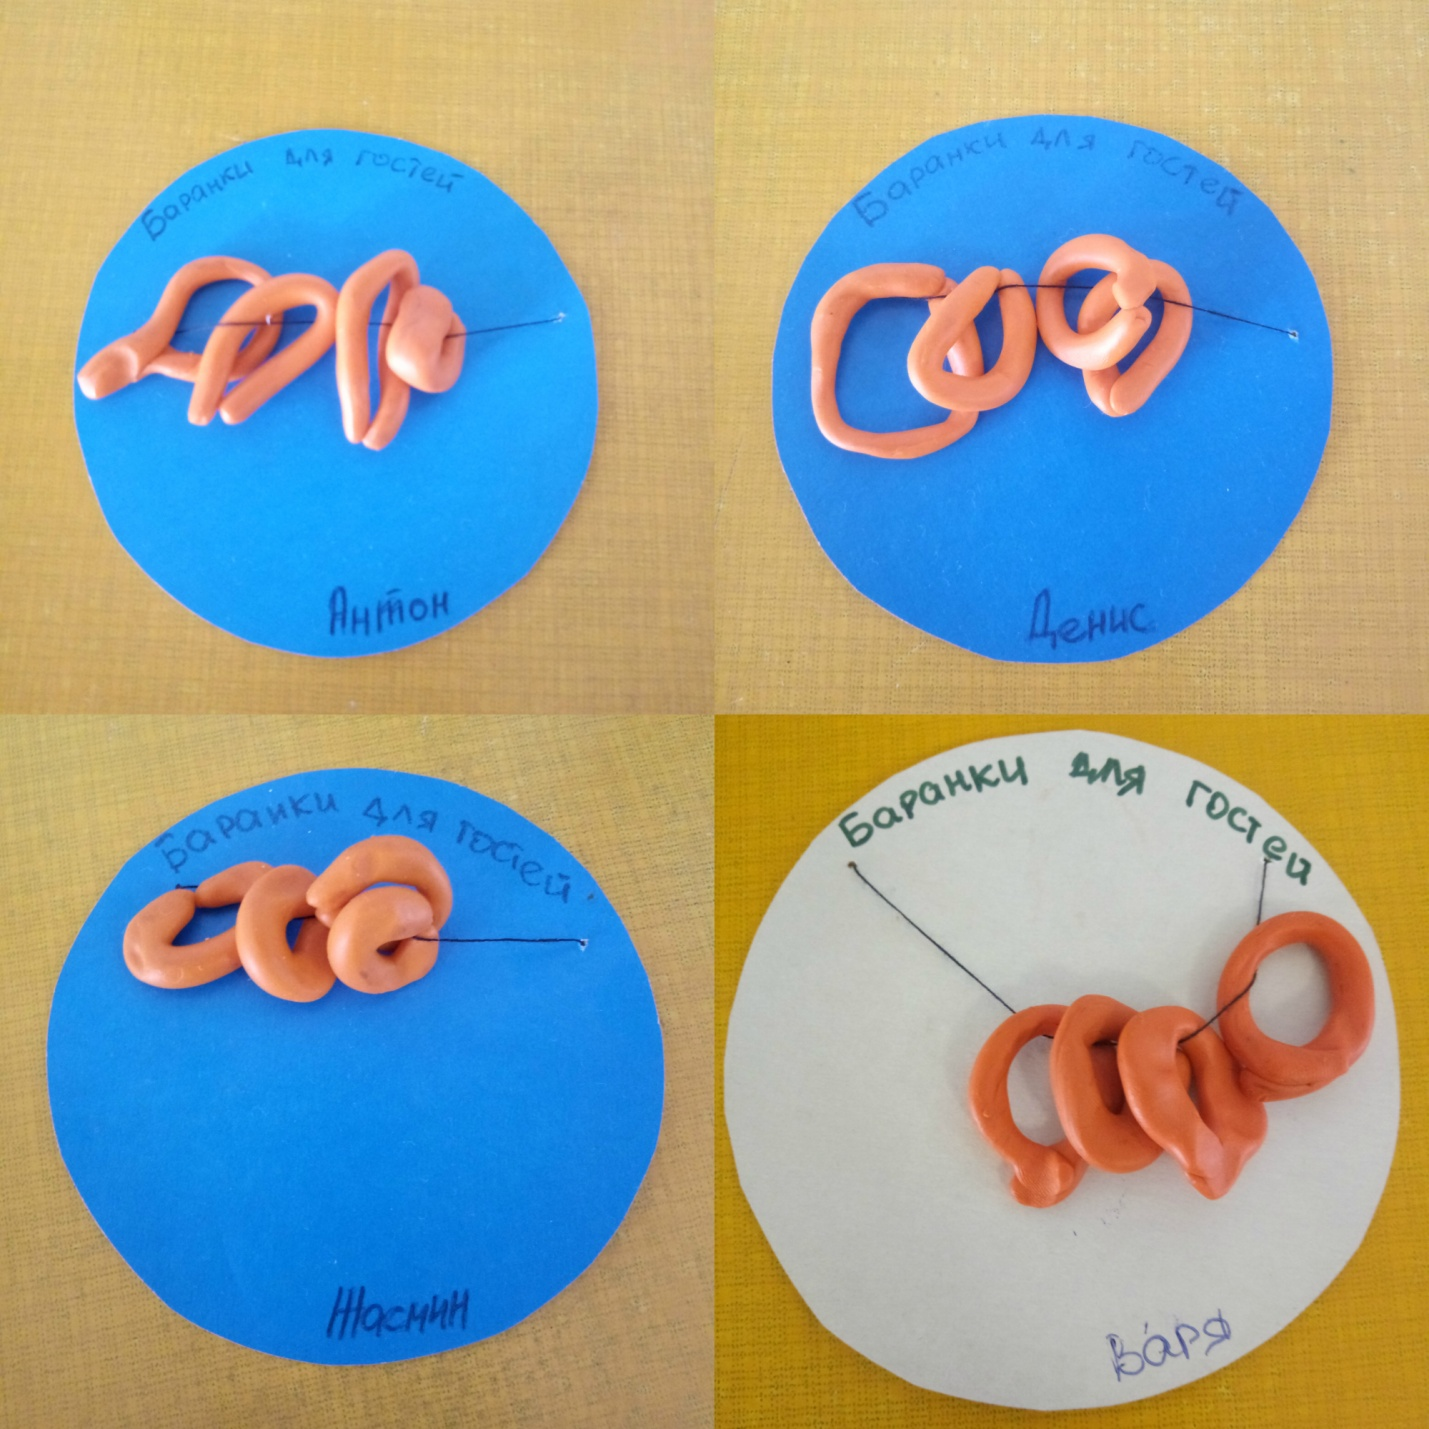 Баранки для гостей
Антон
Баранки для гостей
Денис
Баранки для гостей
Жасмин
Баранки для гостей
Варя